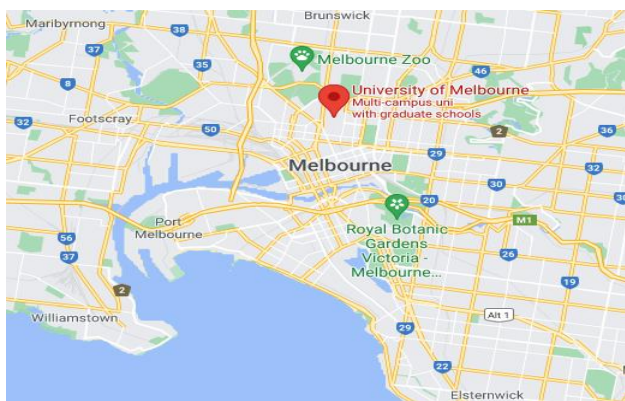 Brunswick
Maribyrnong
38
37
Melbourne Zoo
35
46
8
University of Melbourne
Multi-campus uni
with graduate schools
Footscray
32
50
2
36
Melbourne
29
30
20
32
Port
Melbourne
M1
Royal Botanic
Gardens
Victoria -
Melbourne...
56
26
37
19
2
Williamstown
Alt 1
29
33
22
Elsternwick